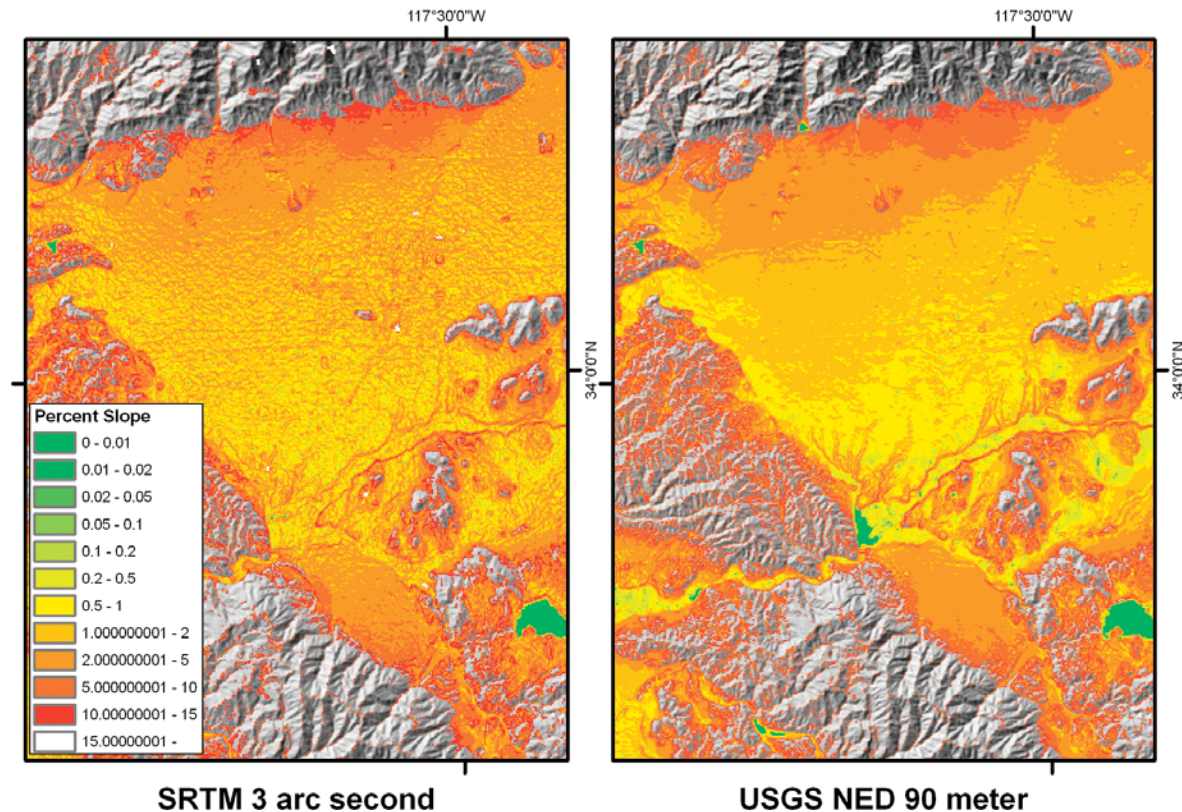 117°30'0"W
117°30'0"W
34°0'0"N
34°0'0"N
Percent Slope
0 - 0.01
0.01 - 0.02
0.02 - 0.05
0.05 - 0.1
0.1 - 0.2
0.2 - 0.5
0.5 - 1
1.000000001 - 2
2.000000001 - 5
5.000000001 - 10
10.00000001 - 15
15.00000001 -
SRTM 3 arc second
USGS NED 90 meter